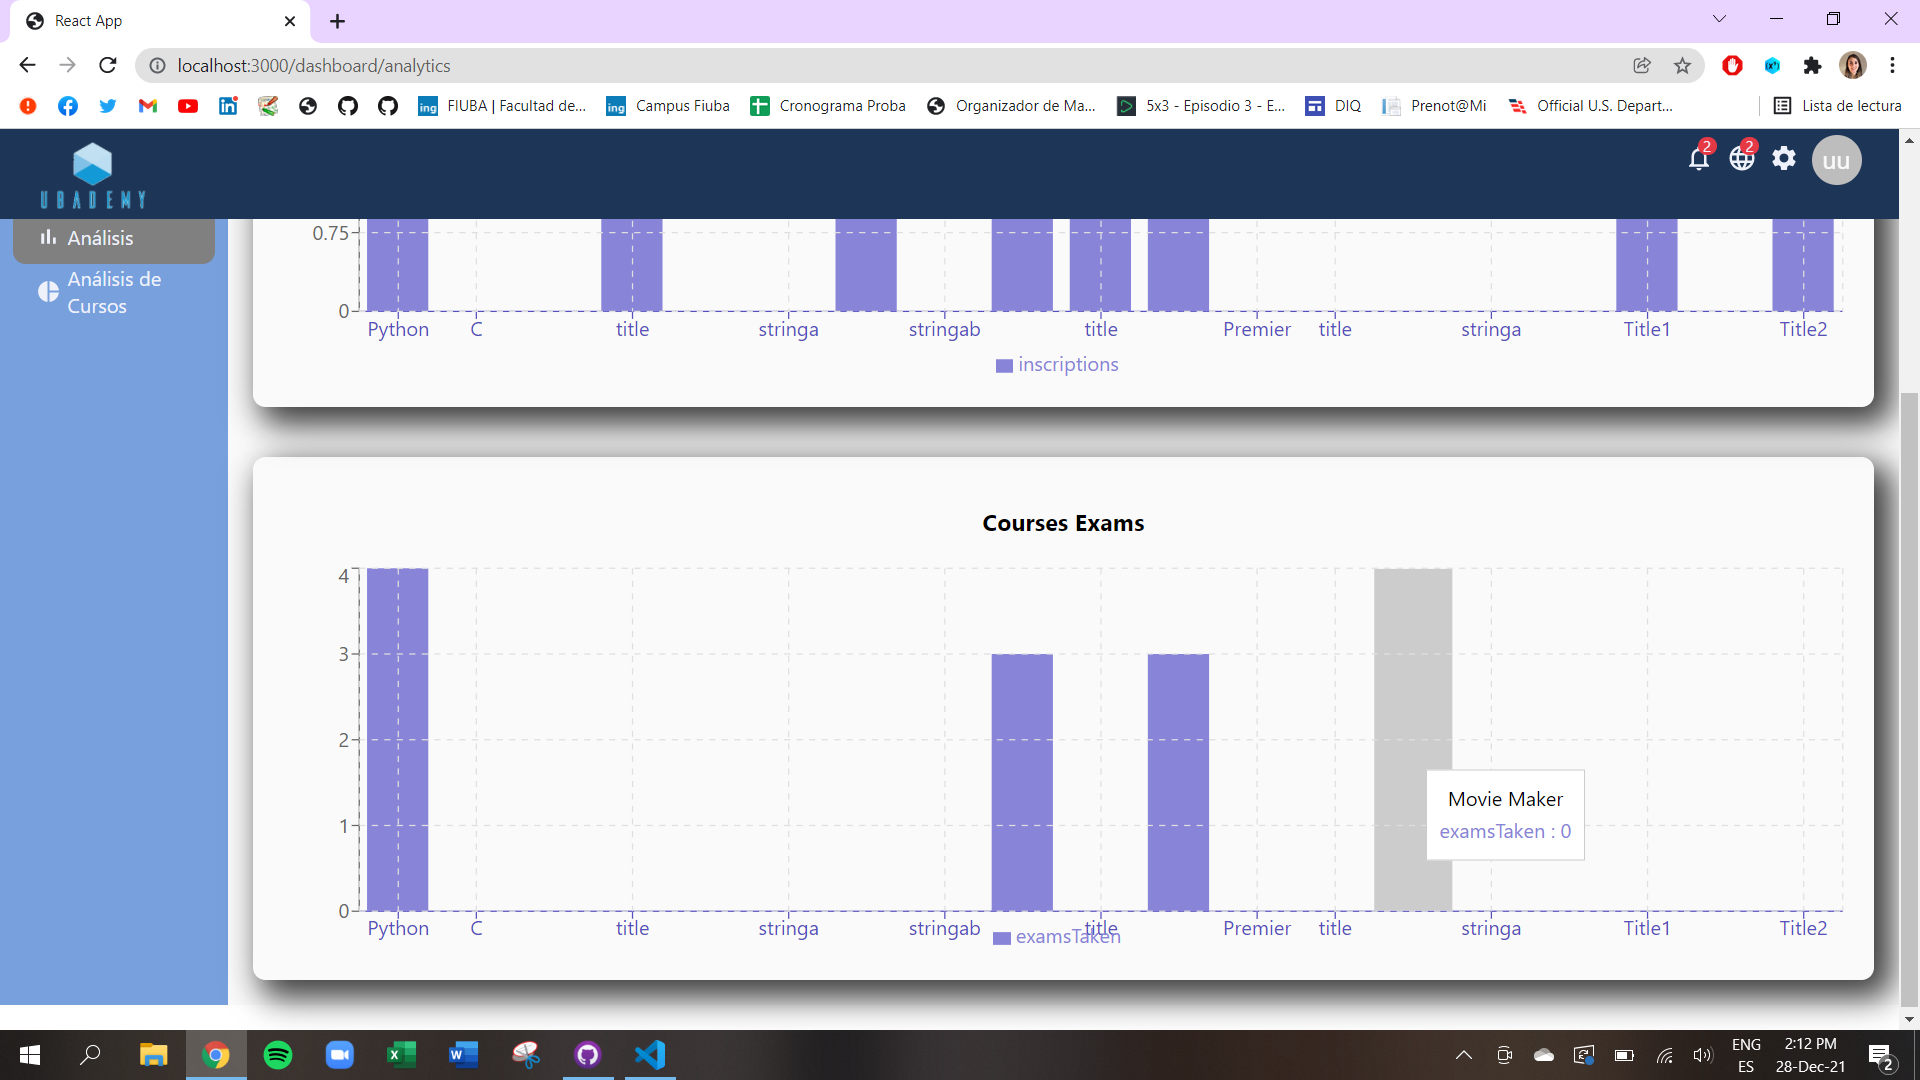 React App
localhost:3000/dashboard/analytics
FIUBA | Facultad de...
Campus Fiuba
Cronograma Proba
Organizador de Ma...
5x3 - Episodio 3 - E...
DIQ
Prenot@Mi
Official U.S. Depart...
Lista de lectura
UBADEMY
2
2
uu
Análisis
Análisis de
Cursos
0.75
0
Python C title stringa stringab title Premier title stringa Title1 Title2
inscriptions
Courses Exams
4
3
2
1
0
Movie Maker
examsTaken : 0
Python C title stringa stringab title Premier title stringa Title1 Title2
examsTaken
ENG
ES
2:12 PM
28-Dec-21
2